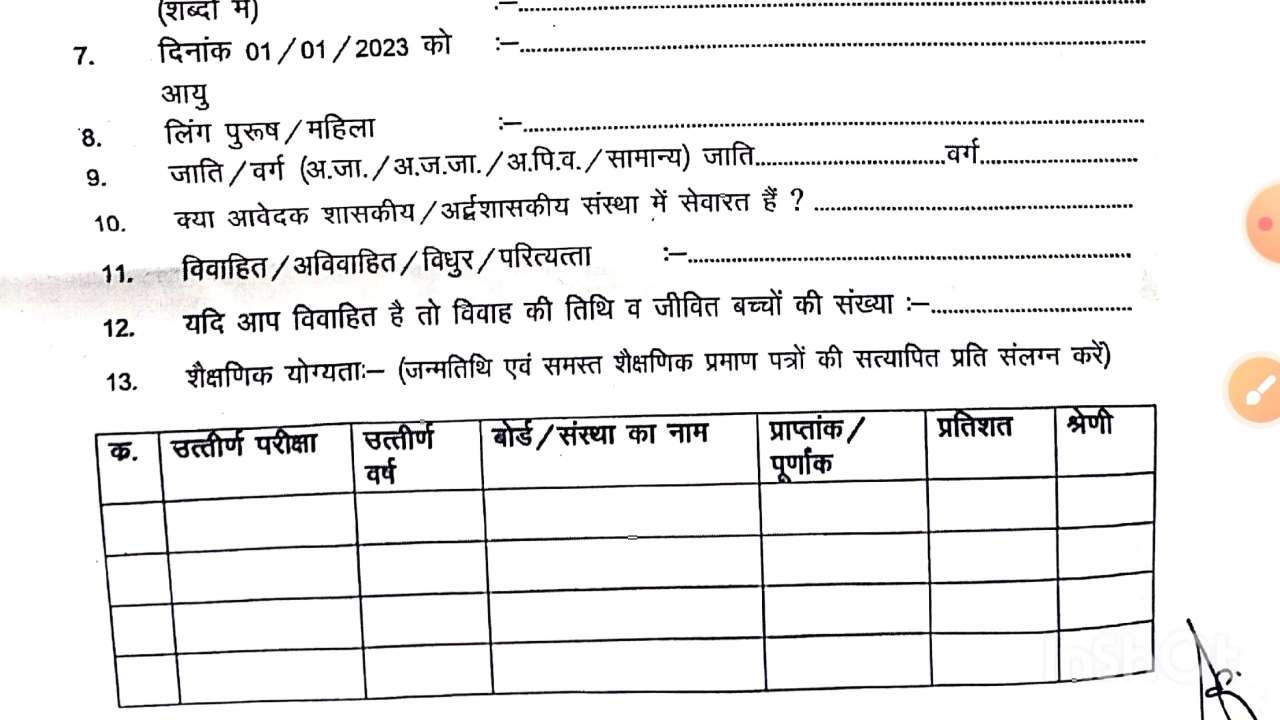 (शब्दों में) :–
7. दिनांक 01/01/2023 को :–
आयु
8. लिंग पुरूष/महिला :–
9. जाति/वर्ग (अ.जा./अ.ज.जा./अ.पि.व./सामान्य) जाति..............................वर्ग.........................
10. क्या आवेदक शासकीय/अर्द्वशासकीय संस्था में सेवारत हैं ? ..................................................
11. विवाहित/अविवाहित/विधुर/परित्यत्ता :–......................................................................
12. यदि आप विवाहित है तो विवाह की तिथि व जीवित बच्चों की संख्या :–................................
13. शैक्षणिक योग्यताः– (जन्मतिथि एवं समस्त शैक्षणिक प्रमाण पत्रों की सत्यापित प्रति संलग्न करें)
क. उत्तीर्ण परीक्षा उत्तीर्ण वर्ष बोर्ड/संस्था का नाम प्राप्तांक/ पूर्णांक प्रतिशत श्रेणी
InShOt